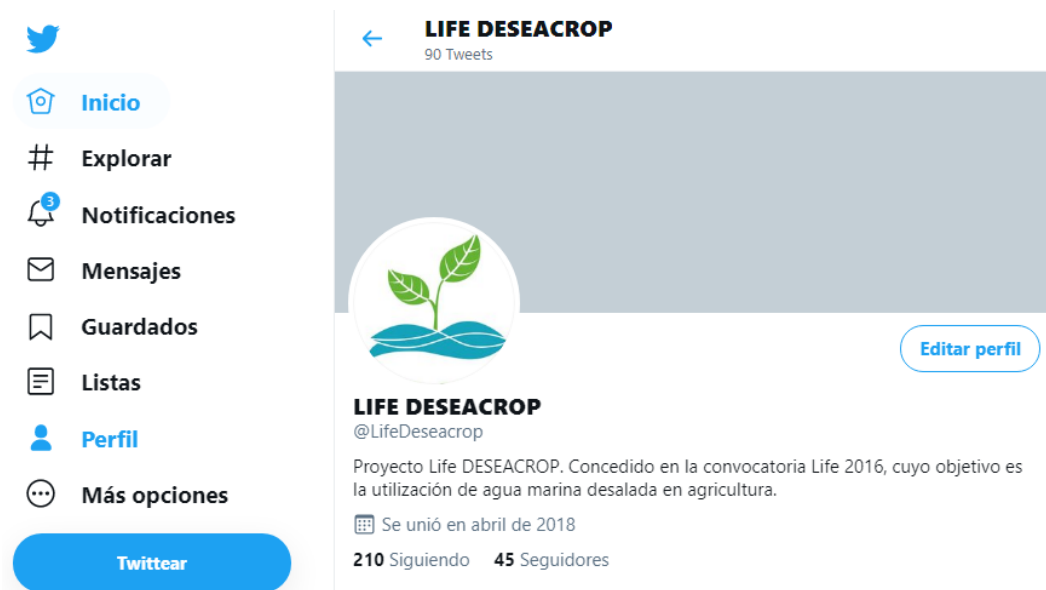 Inicio
Explorar
3
Notificaciones
Mensajes
Guardados
Listas
Perfil
Más opciones
Twittear
LIFE DESEACROP
90 Tweets
Editar perfil
LIFE DESEACROP
@LifeDeseacrop
Proyecto Life DESEACROP. Concedido en la convocatoria Life 2016, cuyo objetivo es
la utilización de agua marina desalada en agricultura.
Se unió en abril de 2018
210 Siguiendo 45 Seguidores